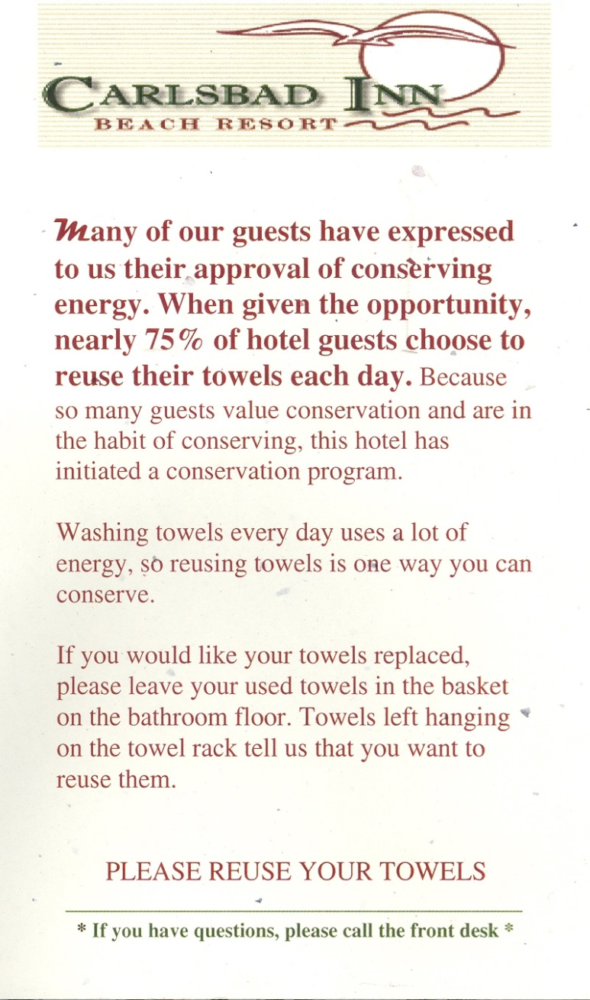 CARLSBAD INN
BEACH RESORT
Many of our guests have expressed
to us their approval of conserving
energy. When given the opportunity,
nearly 75% of hotel guests choose to
reuse their towels each day. Because
so many guests value conservation and are in
the habit of conserving, this hotel has
initiated a conservation program.
Washing towels every day uses a lot of
energy, so reusing towels is one way you can
conserve.
If you would like your towels replaced,
please leave your used towels in the basket
on the bathroom floor. Towels left hanging
on the towel rack tell us that you want to
reuse them.
PLEASE REUSE YOUR TOWELS
* If you have questions, please call the front desk *